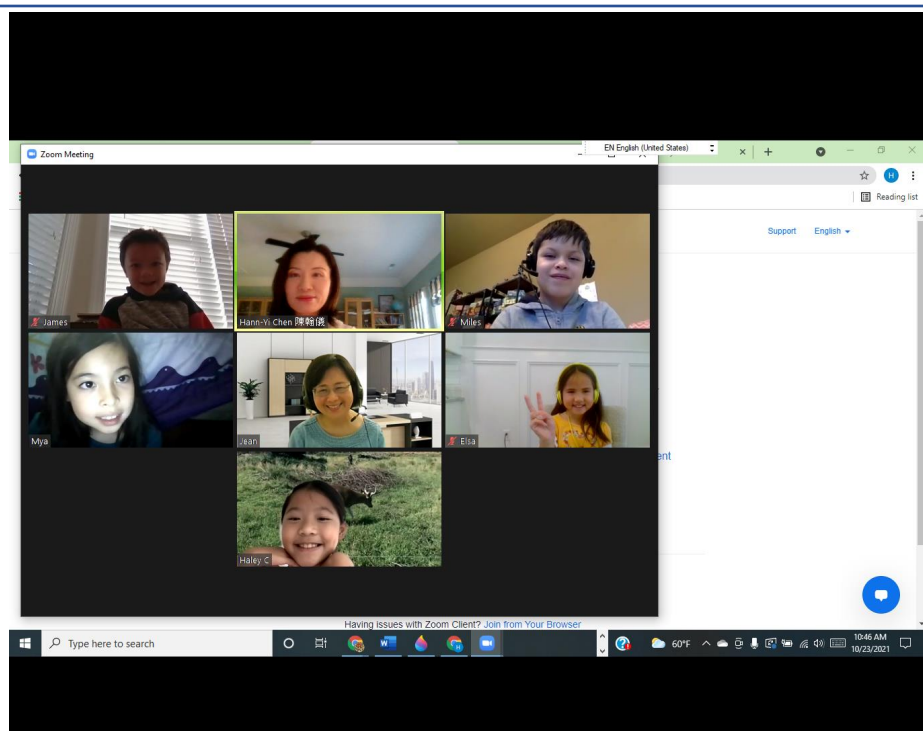 Zoom Meeting
EN English (United States)
H
Reading list
Support English
James
Hann-Yi Chen 陳翰儀
Miles
Mya
Jean
Elsa
ent
Haley C
Having issues with Zoom Client? Join from Your Browser
Type here to search
60°F
10:46 AM
10/23/2021